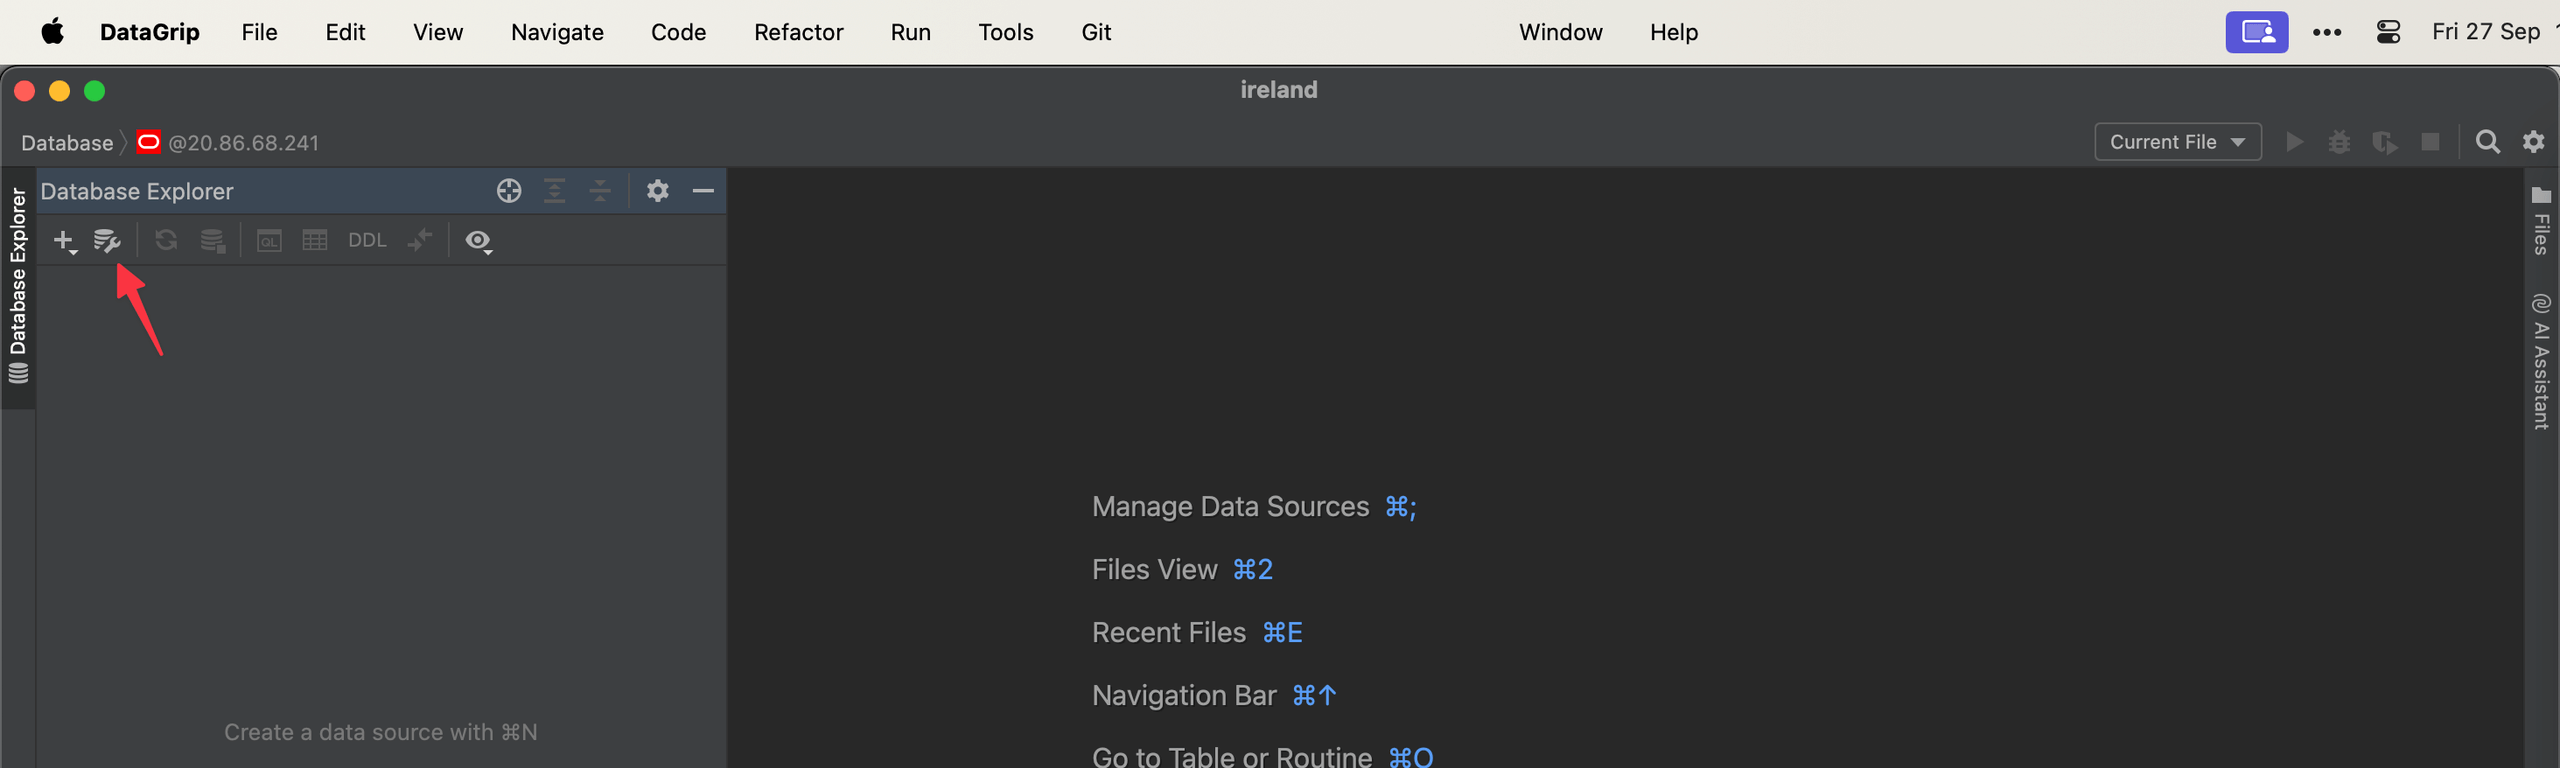 DataGrip File Edit View Navigate Code Refactor Run Tools Git Window Help Fri 27 Sep
ireland
Database @20.86.68.241 Current File
Database Explorer
DDL
QL
Database Explorer
Files
AI Assistant
Manage Data Sources ⌘;
Files View ⌘2
Recent Files ⌘E
Navigation Bar ⌘↑
Create a data source with ⌘N
Go to Table or Routine ⌘O